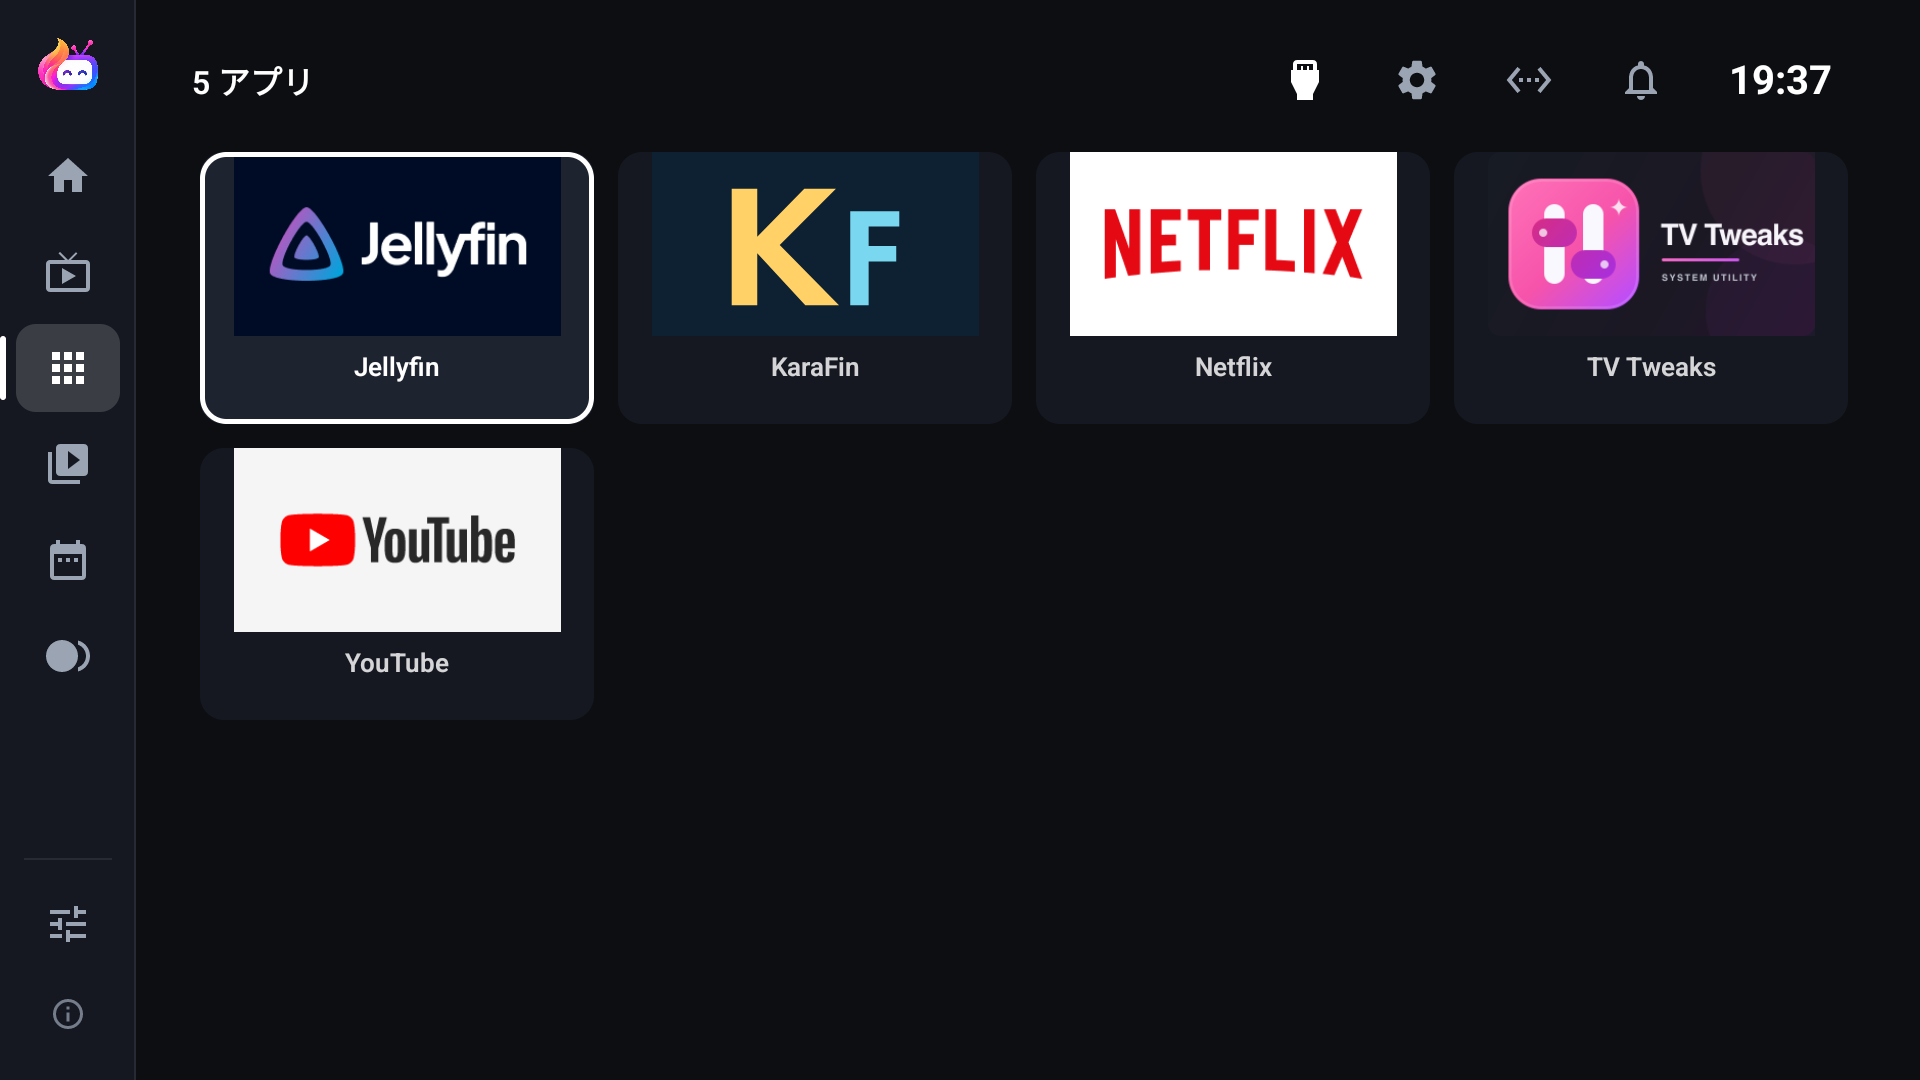 5 アプリ
19:37
Jellyfin
KF
NETFLIX
TV Tweaks
SYSTEM UTILITY
Jellyfin
KaraFin
Netflix
TV Tweaks
YouTube
YouTube